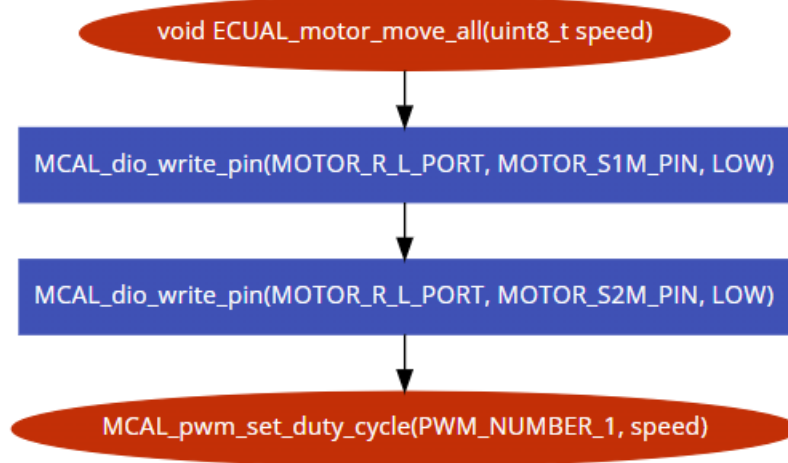 void ECUAL_motor_move_all(uint8_t speed)
MCAL_dio_write_pin(MOTOR_R_L_PORT, MOTOR_S1M_PIN, LOW)
MCAL_dio_write_pin(MOTOR_R_L_PORT, MOTOR_S2M_PIN, LOW)
MCAL_pwm_set_duty_cycle(PWM_NUMBER_1, speed)